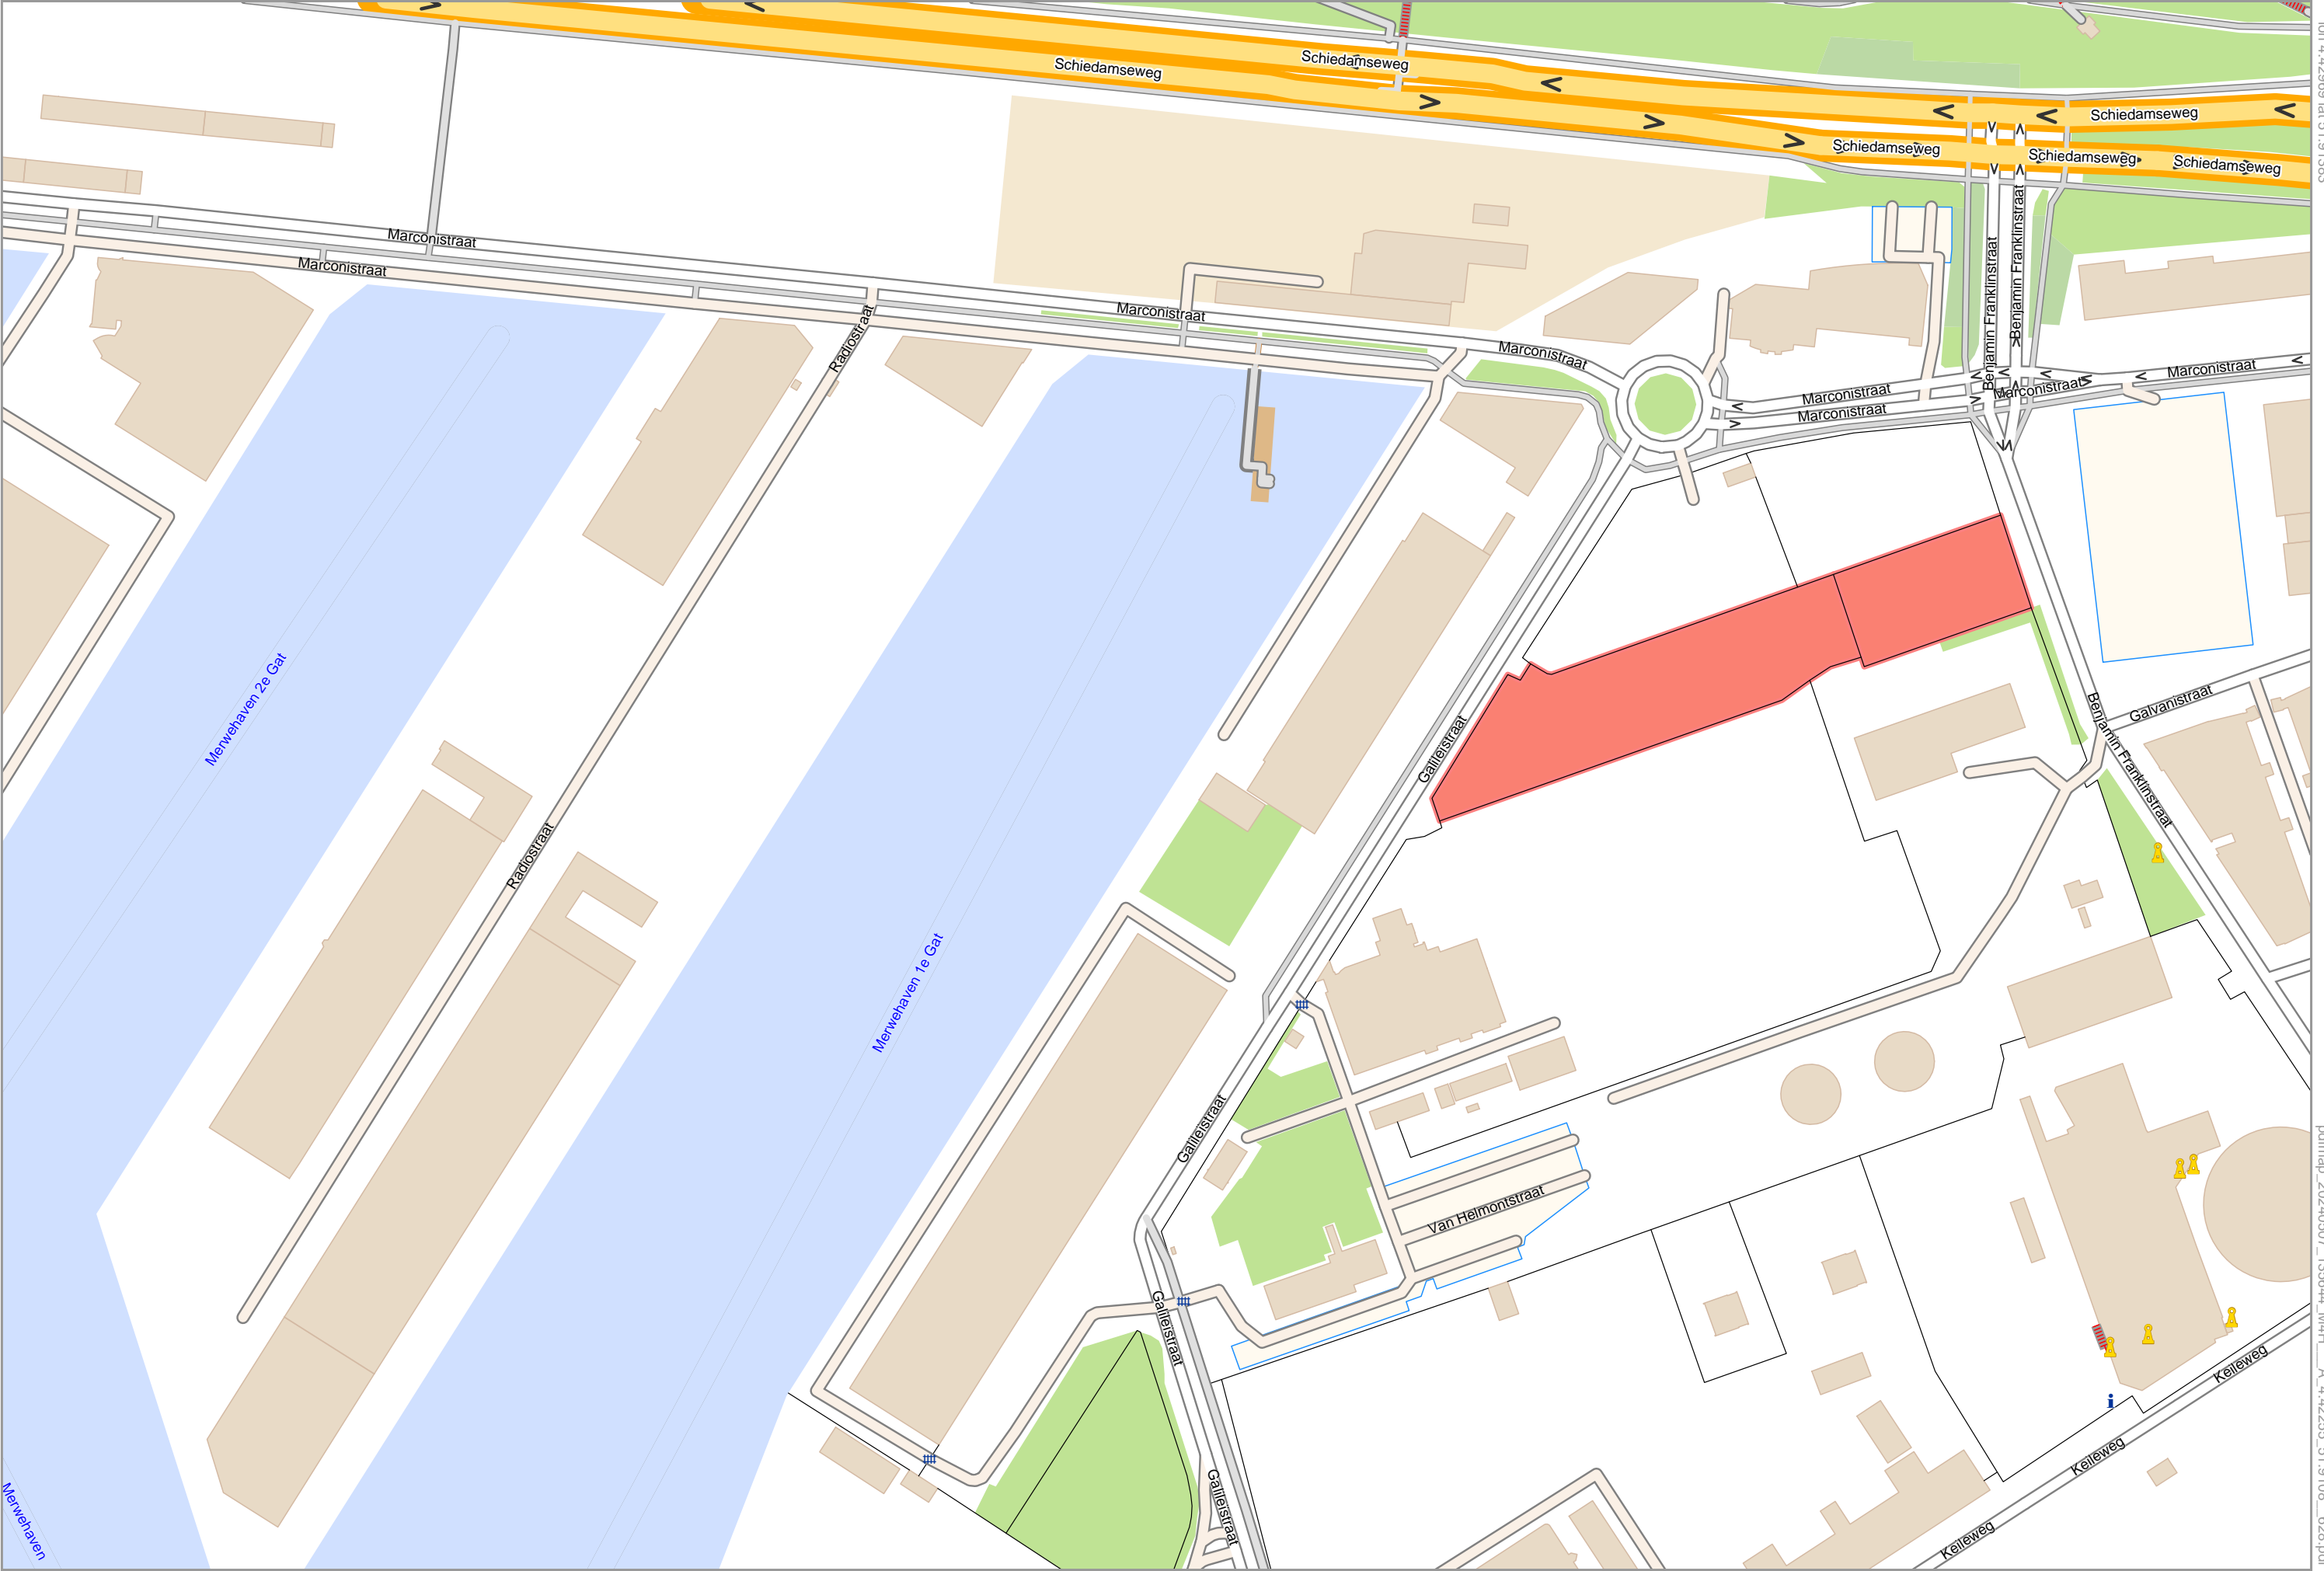 Schiedamseweg
Schiedamseweg
Schiedamseweg
Schiedamseweg
Schiedamseweg
Schiedamseweg
Marconistraat
Marconistraat
Marconistraat
Marconistraat
Marconistraat
Marconistraat
Marconistraat
Marconistraat
Benjamin Franklinstraat
Benjamin Franklinstraat
Radiostraat
Merwehaven 2e Gat
Galileistraat
Benjamin Franklinstraat
Galvanistraat
Radiostraat
Merwehaven 1e Gat
Galileistraat
Van Helmontstraat
Galileistraat
Galileistraat
Keileweg
Keileweg
Keileweg
Merwehaven